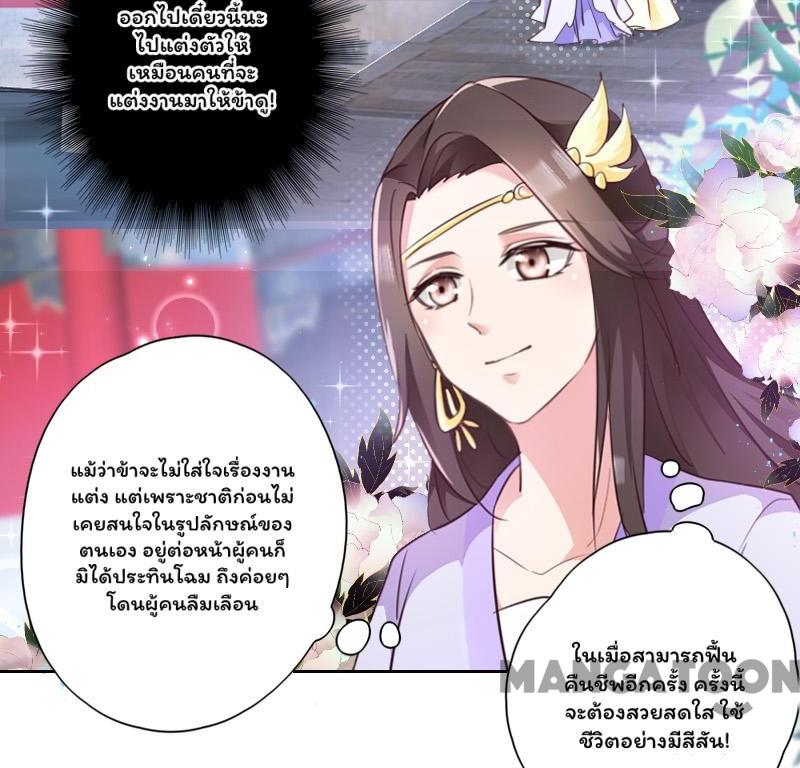 ออกไปเดี๋ยวนี้นะ
ไปแต่งตัวให้
เหมือนคนที่จะ
แต่งงานมาให้ข้าดู!
แม้ว่าข้าจะไม่ใส่ใจเรื่องงาน
แต่ง แต่เพราะชาติก่อนไม่
เคยสนใจในรูปลักษณ์ของ
ตนเอง อยู่ต่อหน้าผู้คนก็
มิได้ประทินโฉม ถึงค่อยๆ
โดนผู้คนลืมเลือน
ในเมื่อสามารถฟื้น
คืนชีพอีกครั้ง ครั้งนี้
จะต้องสวยสดใส ใช้
ชีวิตอย่างมีสีสัน!
MANGATOON